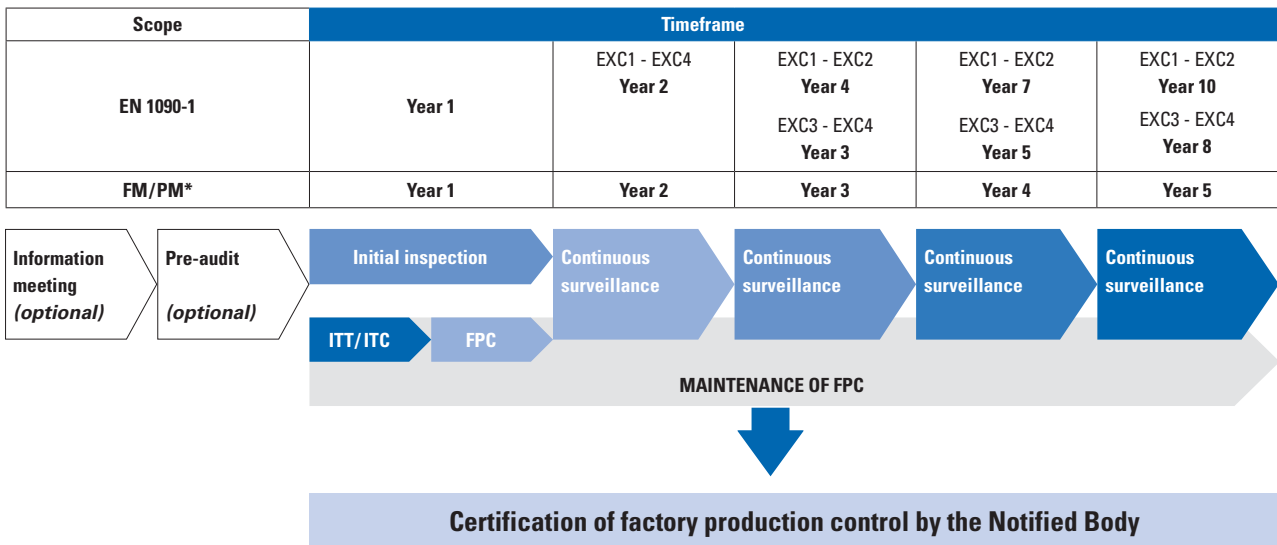 Scope
Timeframe
EN 1090-1
Year 1
EXC1 - EXC4
Year 2
EXC1 - EXC2
Year 4
EXC3 - EXC4
Year 3
EXC1 - EXC2
Year 7
EXC3 - EXC4
Year 5
EXC1 - EXC2
Year 10
EXC3 - EXC4
Year 8
FM/PM*
Year 1
Year 2
Year 3
Year 4
Year 5
Information
meeting
(optional)
Pre-audit
(optional)
Initial inspection
Continuous
surveillance
Continuous
surveillance
Continuous
surveillance
Continuous
surveillance
ITT/ITC
FPC
MAINTENANCE OF FPC
Certification of factory production control by the Notified Body